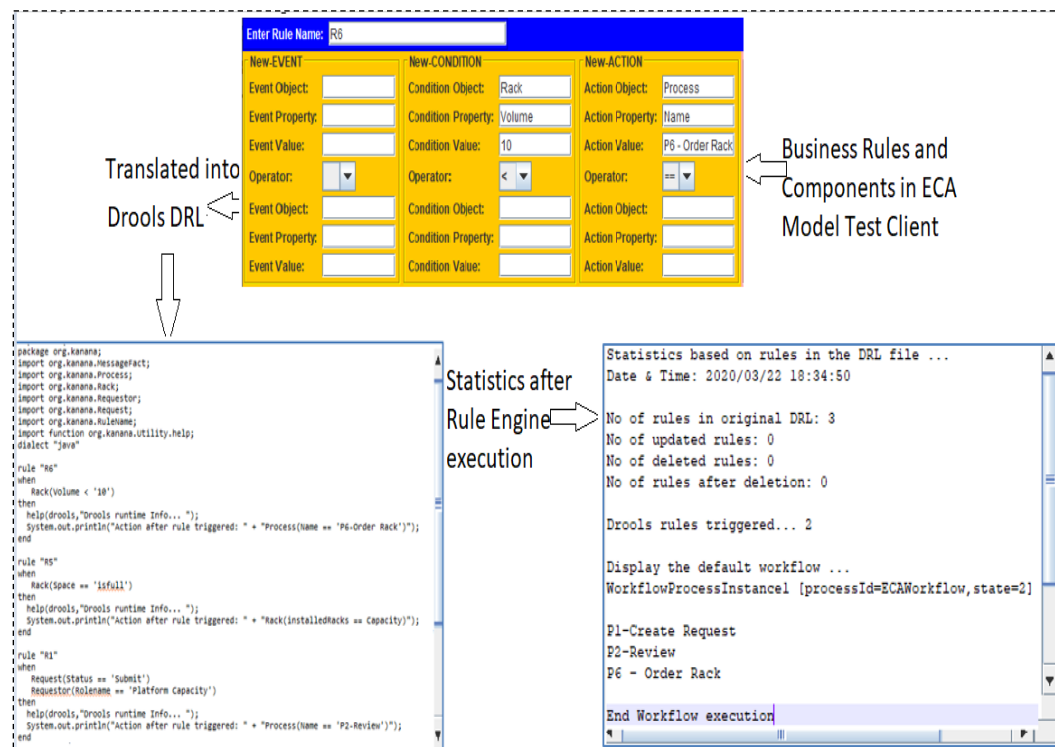 Enter Rule Name: R6
New-EVENT
Event Object:
Event Property:
Event Value:
Operator:
Event Object:
Event Property:
Event Value:
New-CONDITION
Condition Object: Rack
Condition Property: Volume
Condition Value: 10
Operator: <
Condition Object:
Condition Property:
Condition Value:
New-ACTION
Action Object: Process
Action Property: Name
Action Value: P6 - Order Rack
Operator: ==
Action Object:
Action Property:
Action Value:
Business Rules and
Components in ECA
Model Test Client
Translated into
Drools DRL
package org.kanana;
import org.kanana.MessageFact;
import org.kanana.Process;
import org.kanana.Rack;
import org.kanana.Requestor;
import org.kanana.Request;
import org.kanana.RuleName;
import function org.kanana.Utility.help;
dialect "java"
rule "R6"
when
Rack(Volume < '10')
then
help(drools,"Drools runtime Info... ");
System.out.println("Action after rule triggered: " + "Process(Name == 'P6-Order Rack')");
end
rule "R5"
when
Rack(Space == 'isfull')
then
help(drools,"Drools runtime Info... ");
System.out.println("Action after rule triggered: " + "Rack(installedRacks == Capacity)");
end
rule "R1"
when
Request(Status == 'Submit')
Requestor(Rolename == 'Platform Capacity')
then
help(drools,"Drools runtime Info... ");
System.out.println("Action after rule triggered: " + "Process(Name == 'P2-Review')");
end
Statistics after
Rule Engine
execution
Statistics based on rules in the DRL file ...
Date & Time: 2020/03/22 18:34:50
No of rules in original DRL: 3
No of updated rules: 0
No of deleted rules: 0
No of rules after deletion: 0
Drools rules triggered... 2
Display the default workflow ...
WorkflowProcessInstance1 [processId=ECAWorkflow,state=2]
P1-Create Request
P2-Review
P6 - Order Rack
End Workflow execution